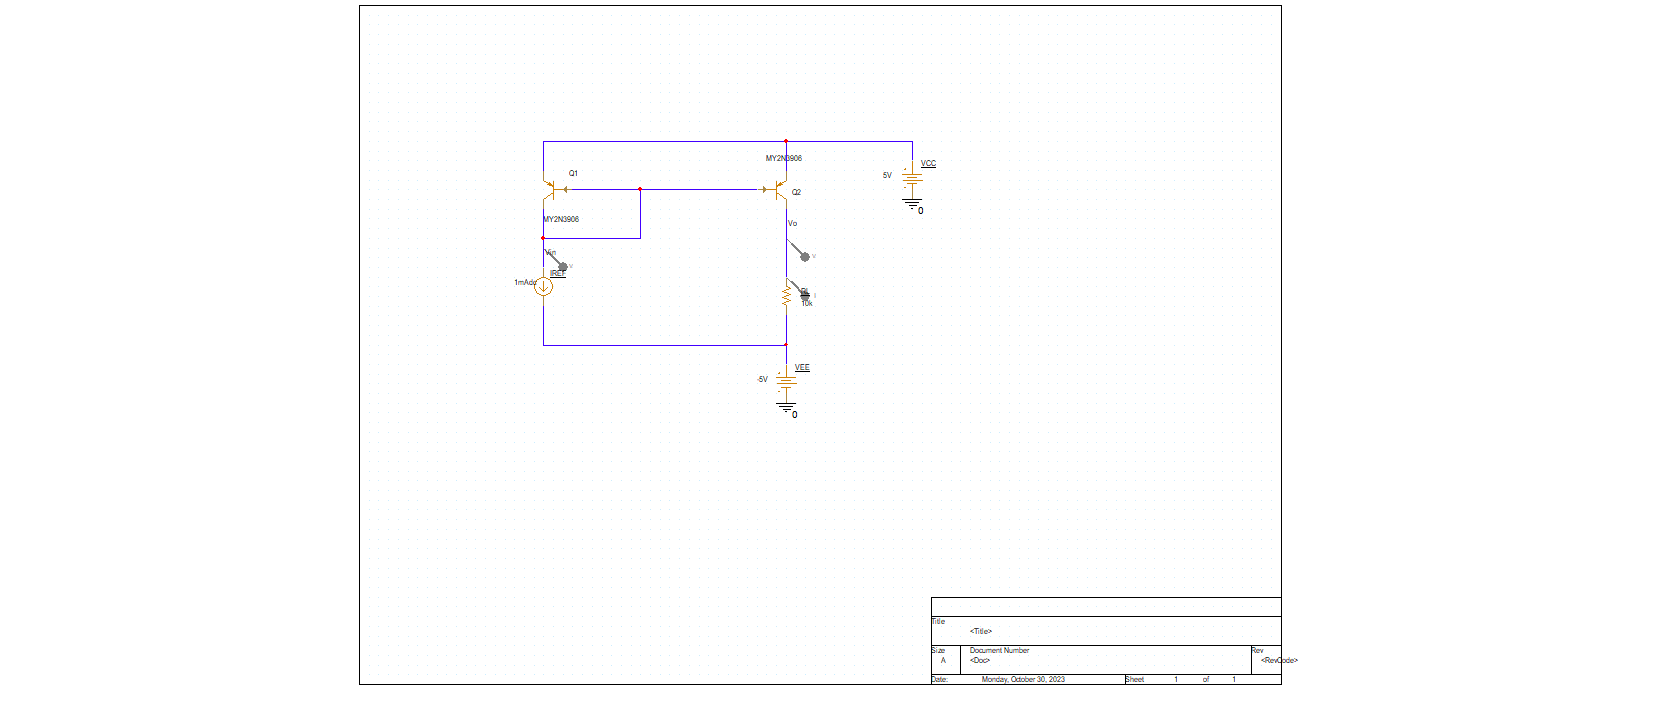 MY2N3906
VCC
Q1
5V
Q2
0
MY2N3906
Vo
Vin
V
V
IREF
1mAdc
RL
I
10k
VEE
-5V
0
Title
<Title>
Size
Document Number
Rev
A
<Doc>
<RevCode>
Date:
Monday, October 30, 2023
Sheet
1
of
1